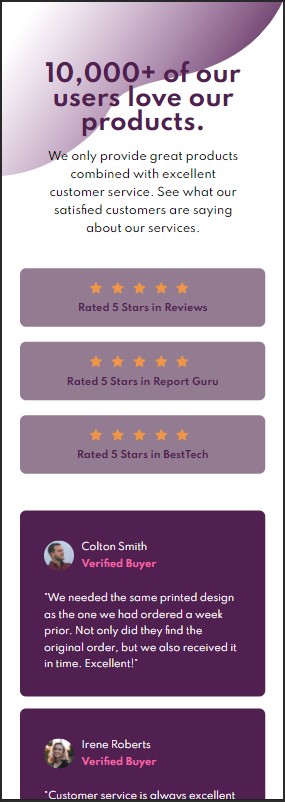 10,000+ of our
users love our
products.
We only provide great products
combined with excellent
customer service. See what our
satisfied customers are saying
about our services.
Rated 5 Stars in Reviews
Rated 5 Stars in Report Guru
Rated 5 Stars in BestTech
Colton Smith
Verified Buyer
"We needed the same printed design
as the one we had ordered a week
prior. Not only did they find the
original order, but we also received it
in time. Excellent!"
Irene Roberts
Verified Buyer
"Customer service is always excellent